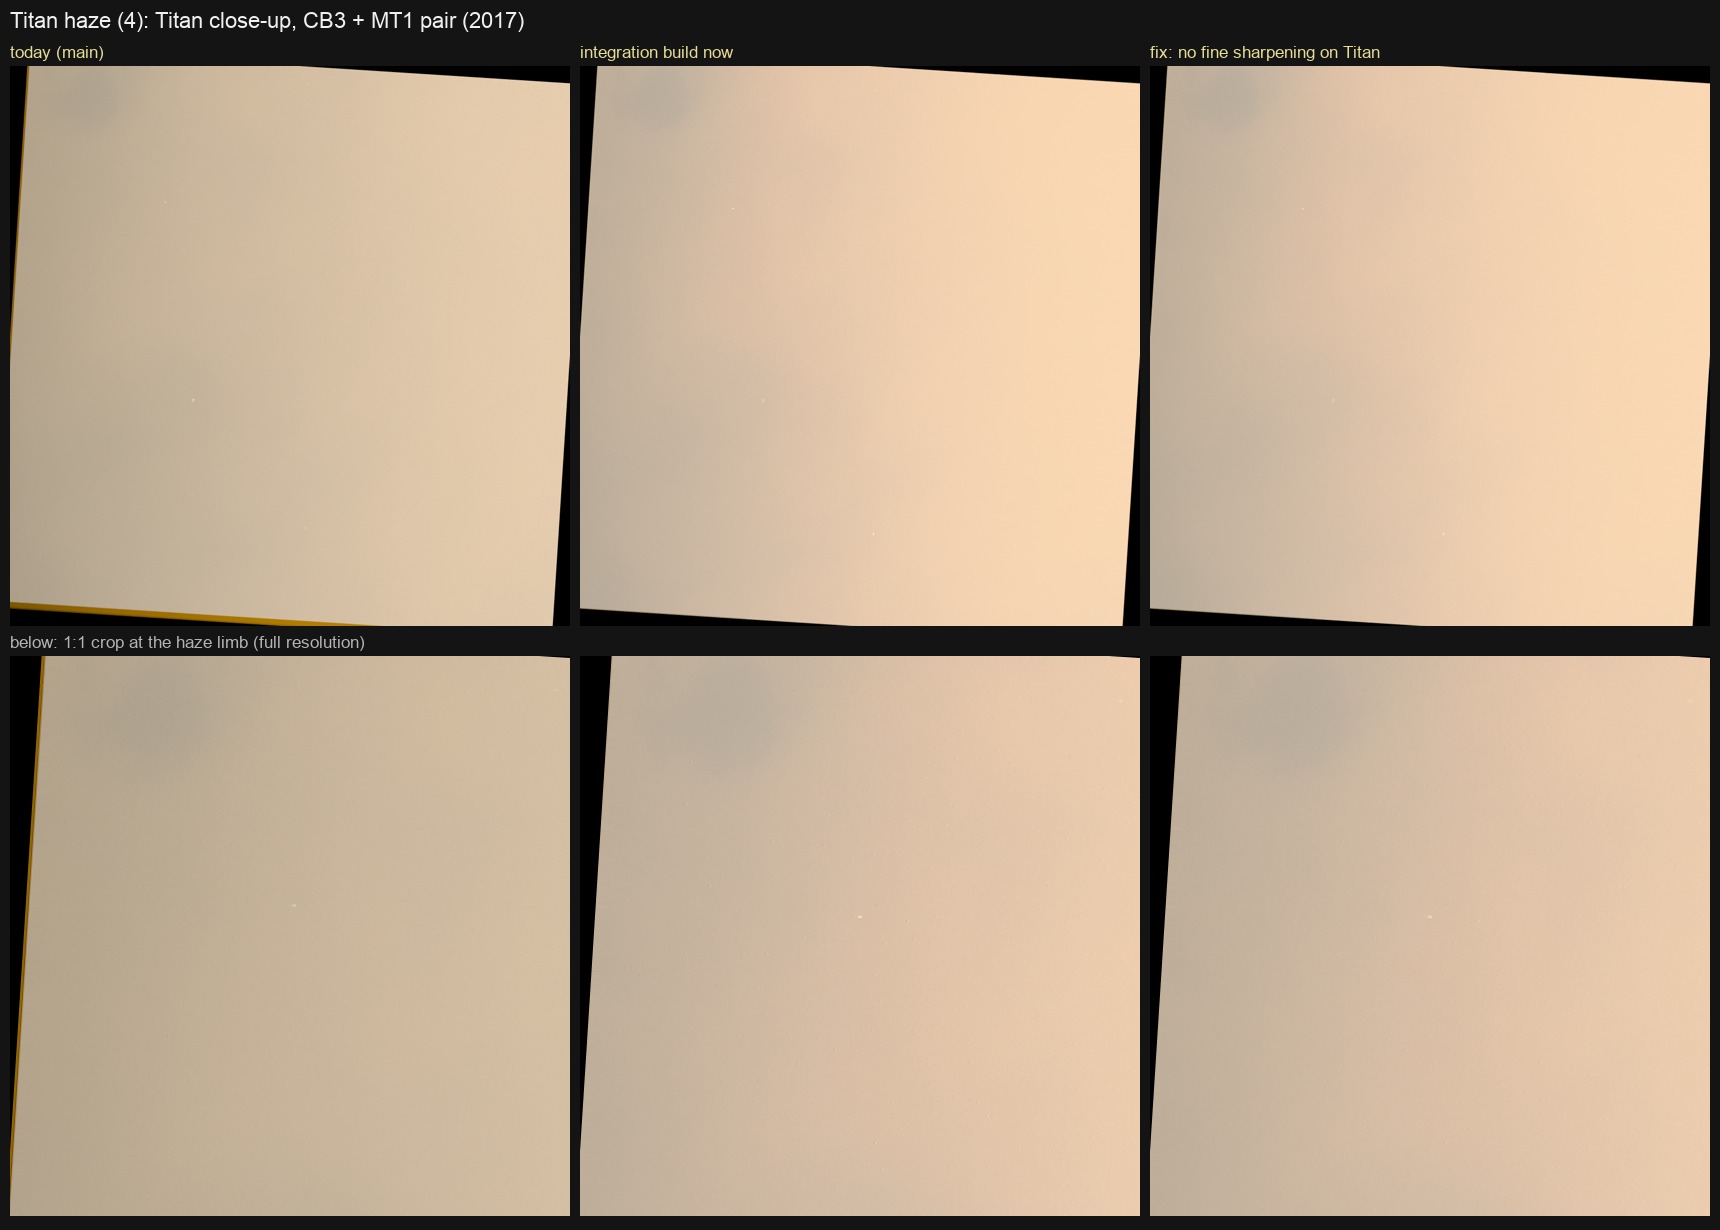 Titan haze (4): Titan close-up, CB3 + MT1 pair (2017)
today (main)
integration build now
fix: no fine sharpening on Titan
below: 1:1 crop at the haze limb (full resolution)